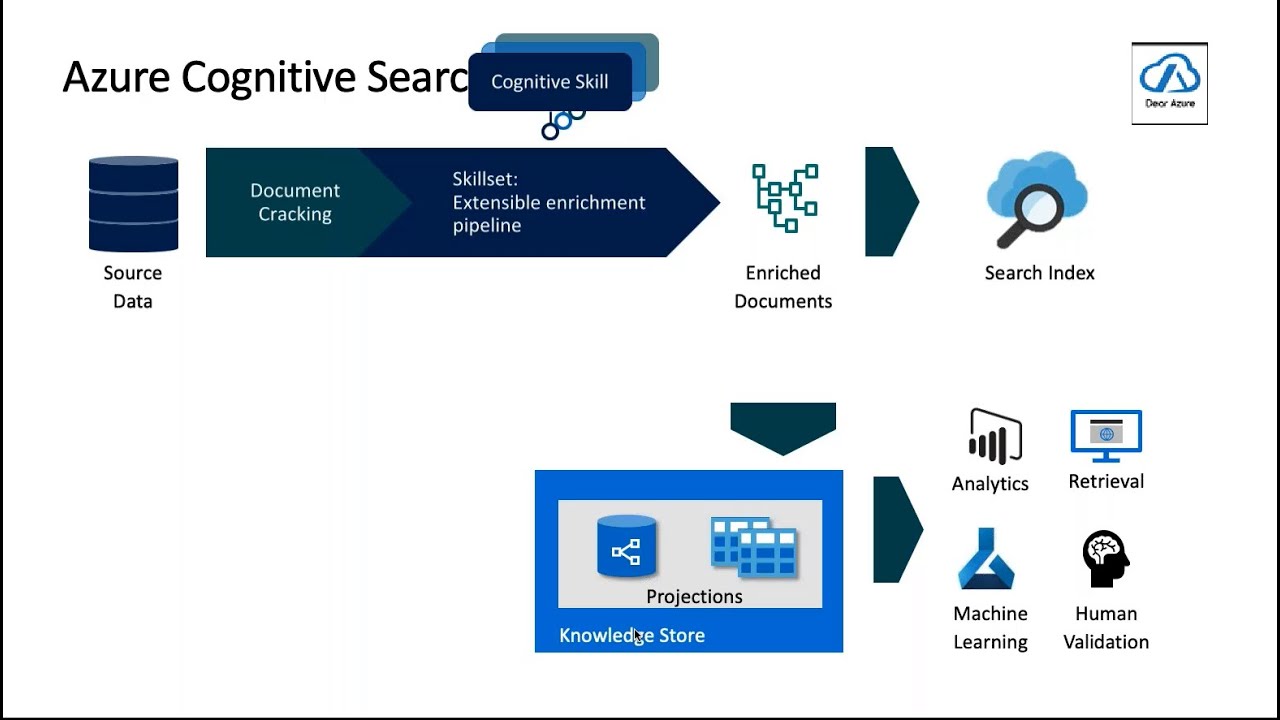 Azure Cognitive Searc
Cognitive Skill
Dear Azure
Document
Cracking
Skillset:
Extensible enrichment
pipeline
Source
Data
Enriched
Documents
Search Index
Analytics
Retrieval
Projections
Knowledge Store
Machine
Learning
Human
Validation